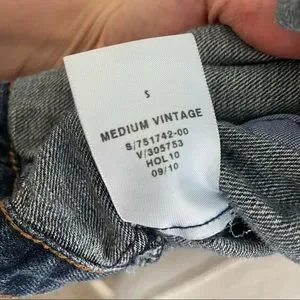 S
MEDIUM VINTAGE
S/751742-00
V/305753
HOL10
09/10